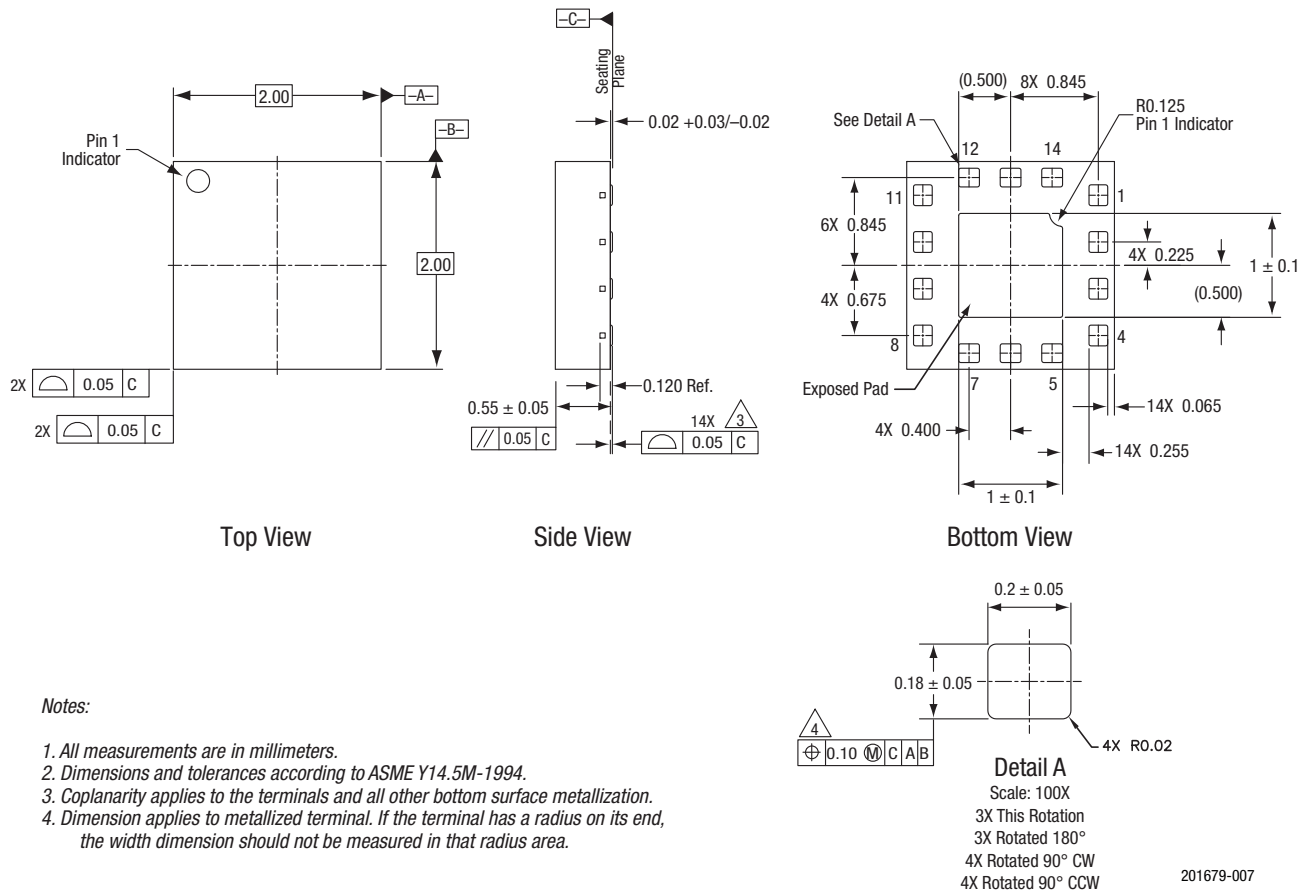 –C–
Seating
Plane
2.00
–A–
–B–
Pin 1
Indicator
2.00
2X 0.05 C
2X 0.05 C
Top View
0.02 +0.03/–0.02
0.120 Ref.
0.55 ± 0.05
// 0.05 C
14X 3
0.05 C
Side View
(0.500)
8X 0.845
See Detail A
R0.125
Pin 1 Indicator
12
14
11
1
6X 0.845
4X 0.225
1 ± 0.1
4X 0.675
(0.500)
8
4
Exposed Pad
7
5
14X 0.065
4X 0.400
14X 0.255
1 ± 0.1
Bottom View
0.2 ± 0.05
0.18 ± 0.05
4
⌖ 0.10 Ⓜ C A B
4X R0.02
Detail A
Scale: 100X
3X This Rotation
3X Rotated 180°
4X Rotated 90° CW
4X Rotated 90° CCW
Notes:
1. All measurements are in millimeters.
2. Dimensions and tolerances according to ASME Y14.5M-1994.
3. Coplanarity applies to the terminals and all other bottom surface metallization.
4. Dimension applies to metallized terminal. If the terminal has a radius on its end,
the width dimension should not be measured in that radius area.
201679-007